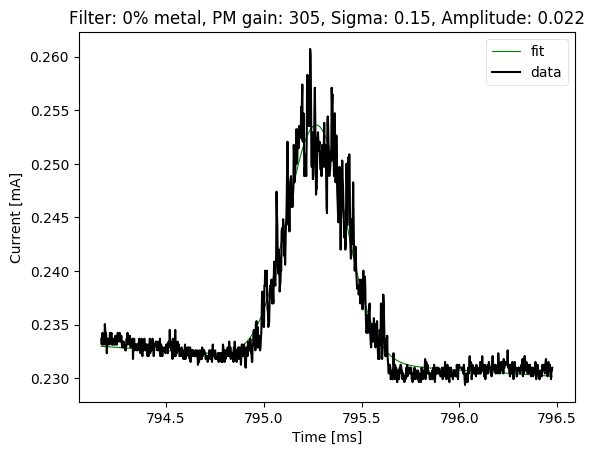 Filter: 0% metal, PM gain: 305, Sigma: 0.15, Amplitude: 0.022
fit
data
0.260
0.255
0.250
0.245
0.240
0.235
0.230
Current [mA]
794.5
795.0
795.5
796.0
796.5
Time [ms]